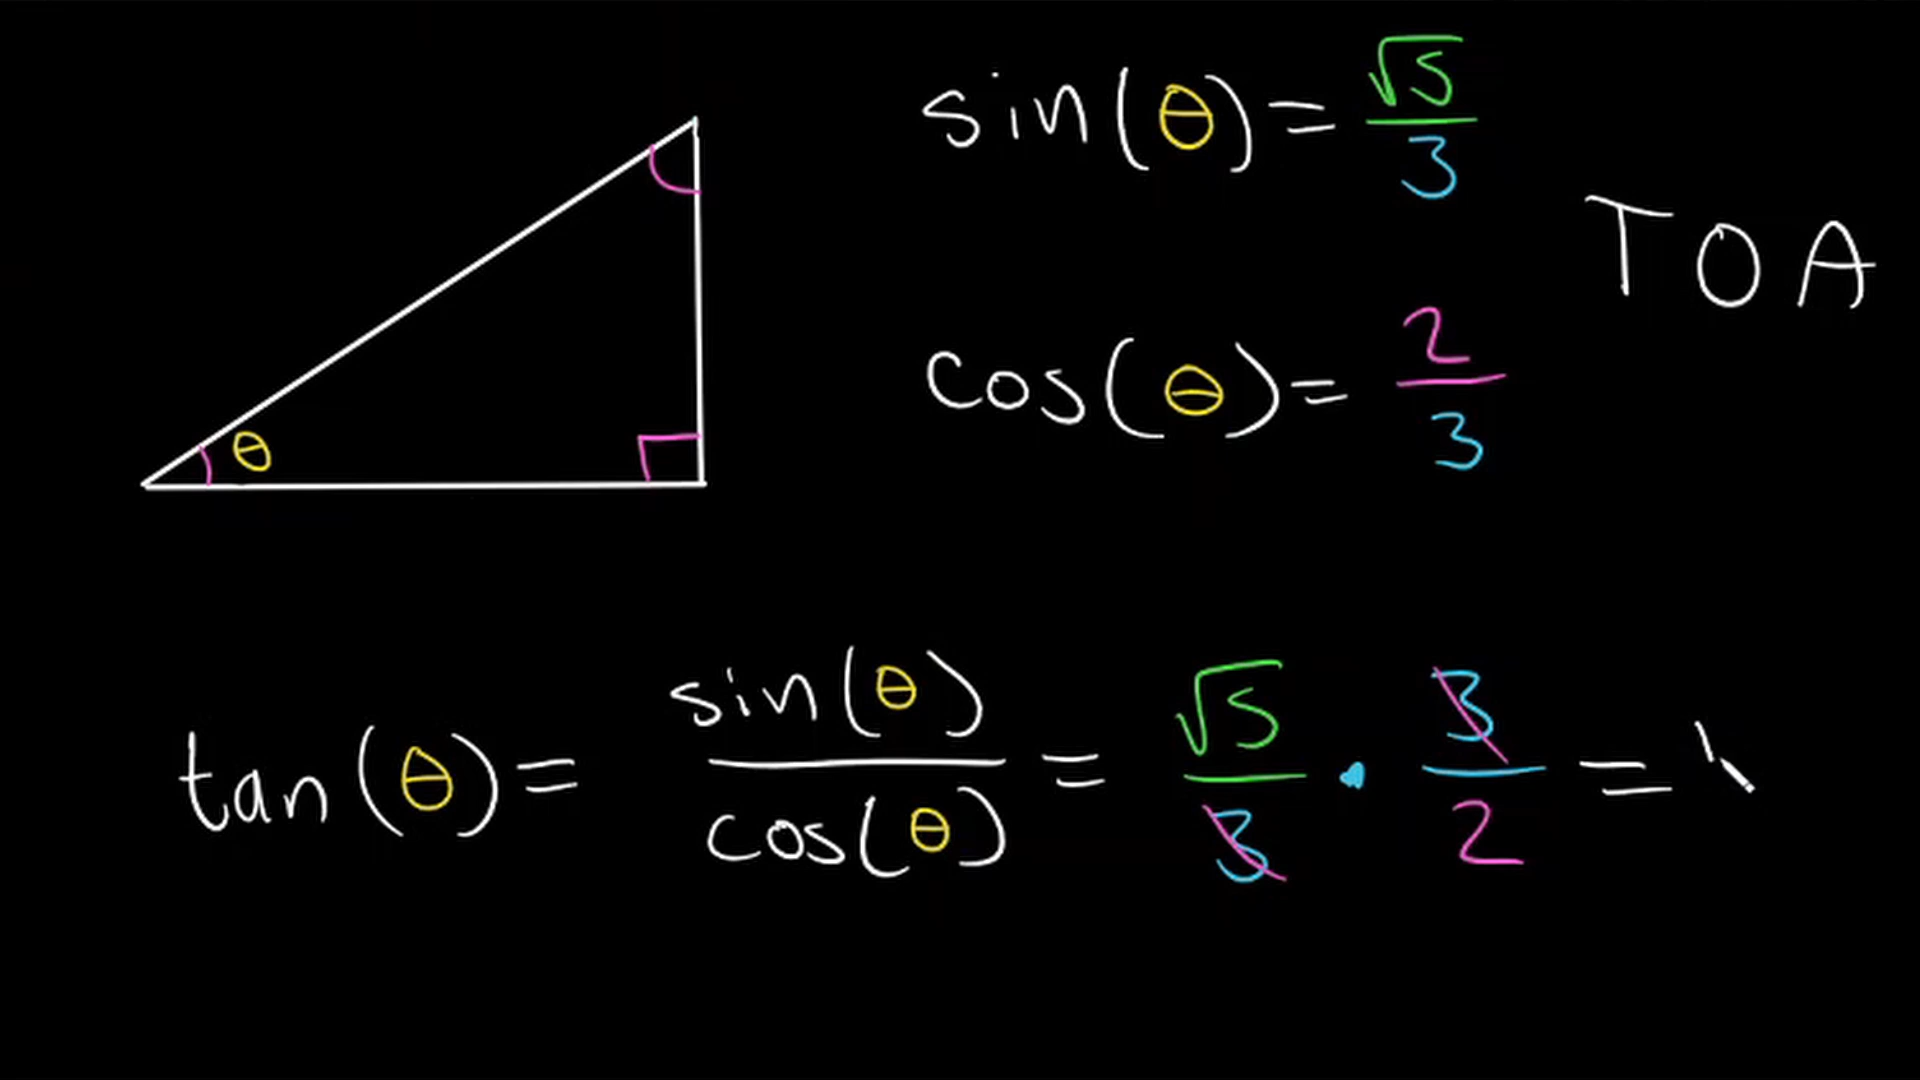 sin(θ) = √5/3
TOA
cos(θ) = 2/3
θ
tan(θ) = sin(θ)/cos(θ) = √5/3 · 3/2 =